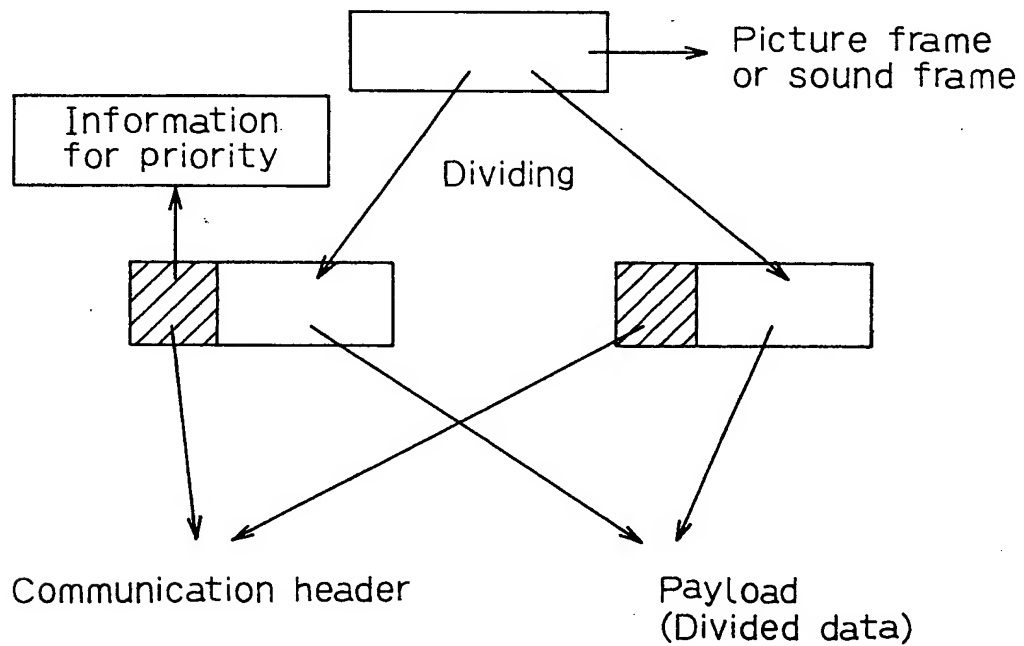 Picture frame
or sound frame
Information
for priority
Dividing
Communication header
Payload
(Divided data)